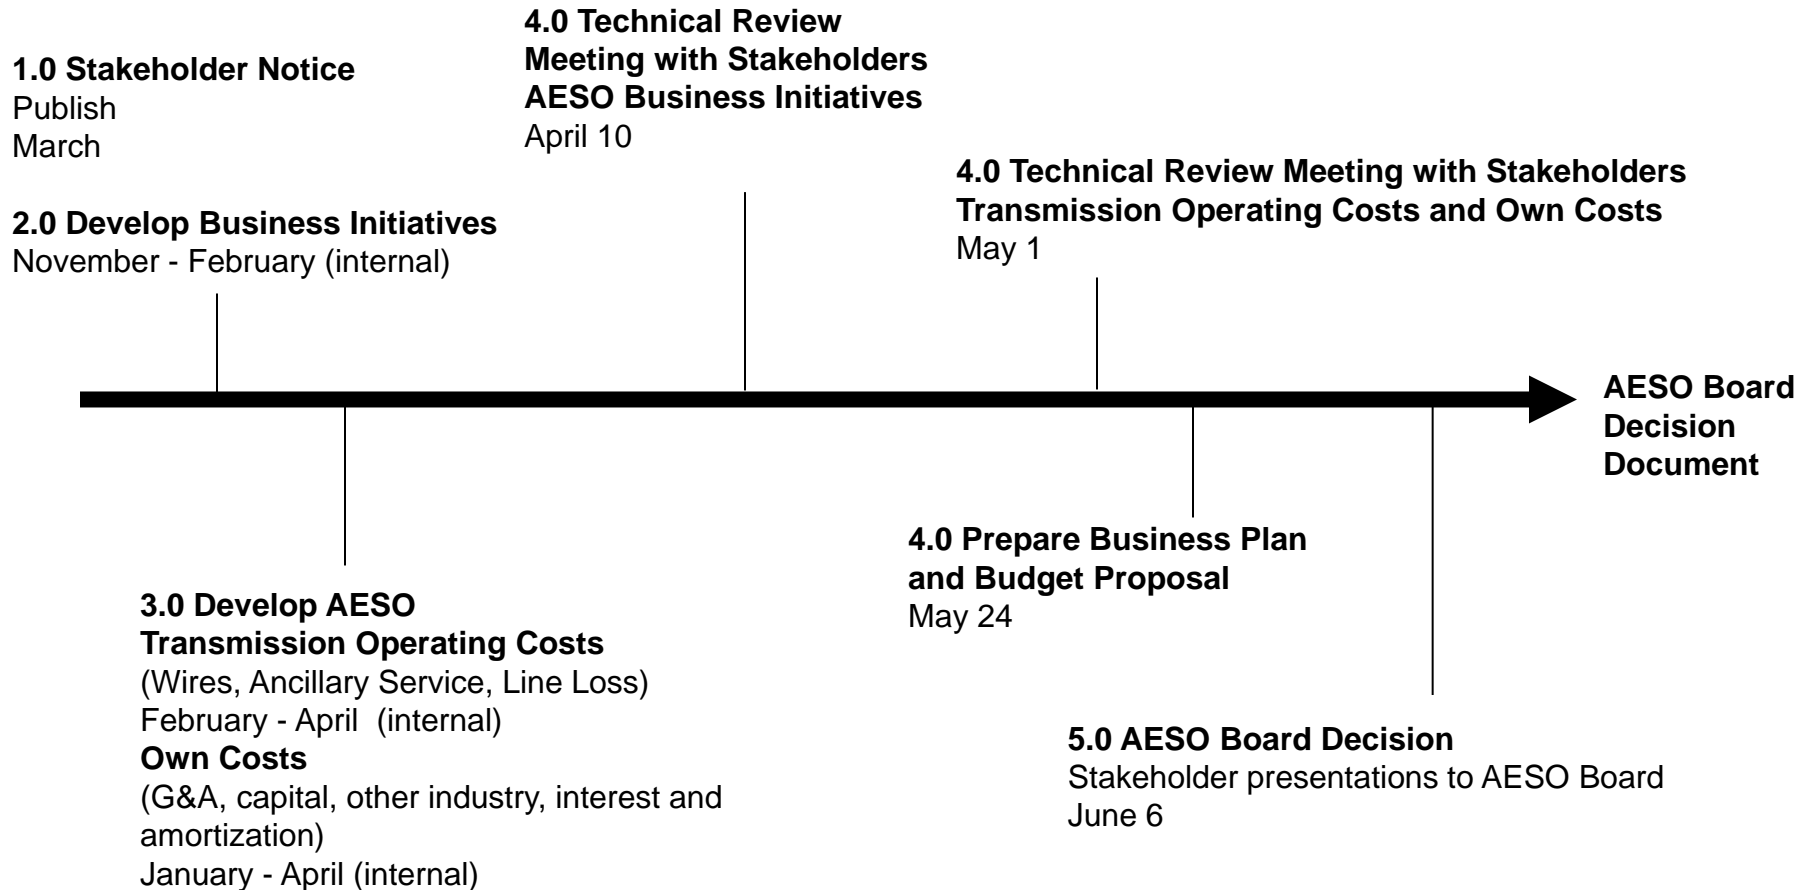 1.0 Stakeholder Notice
Publish
March
2.0 Develop Business Initiatives
November - February (internal)
4.0 Technical Review
Meeting with Stakeholders
AESO Business Initiatives
April 10
4.0 Technical Review Meeting with Stakeholders
Transmission Operating Costs and Own Costs
May 1
AESO Board
Decision
Document
3.0 Develop AESO
Transmission Operating Costs
(Wires, Ancillary Service, Line Loss)
February - April  (internal)
Own Costs
(G&A, capital, other industry, interest and
amortization)
January - April (internal)
4.0 Prepare Business Plan
and Budget Proposal
May 24
5.0 AESO Board Decision
Stakeholder presentations to AESO Board
June 6